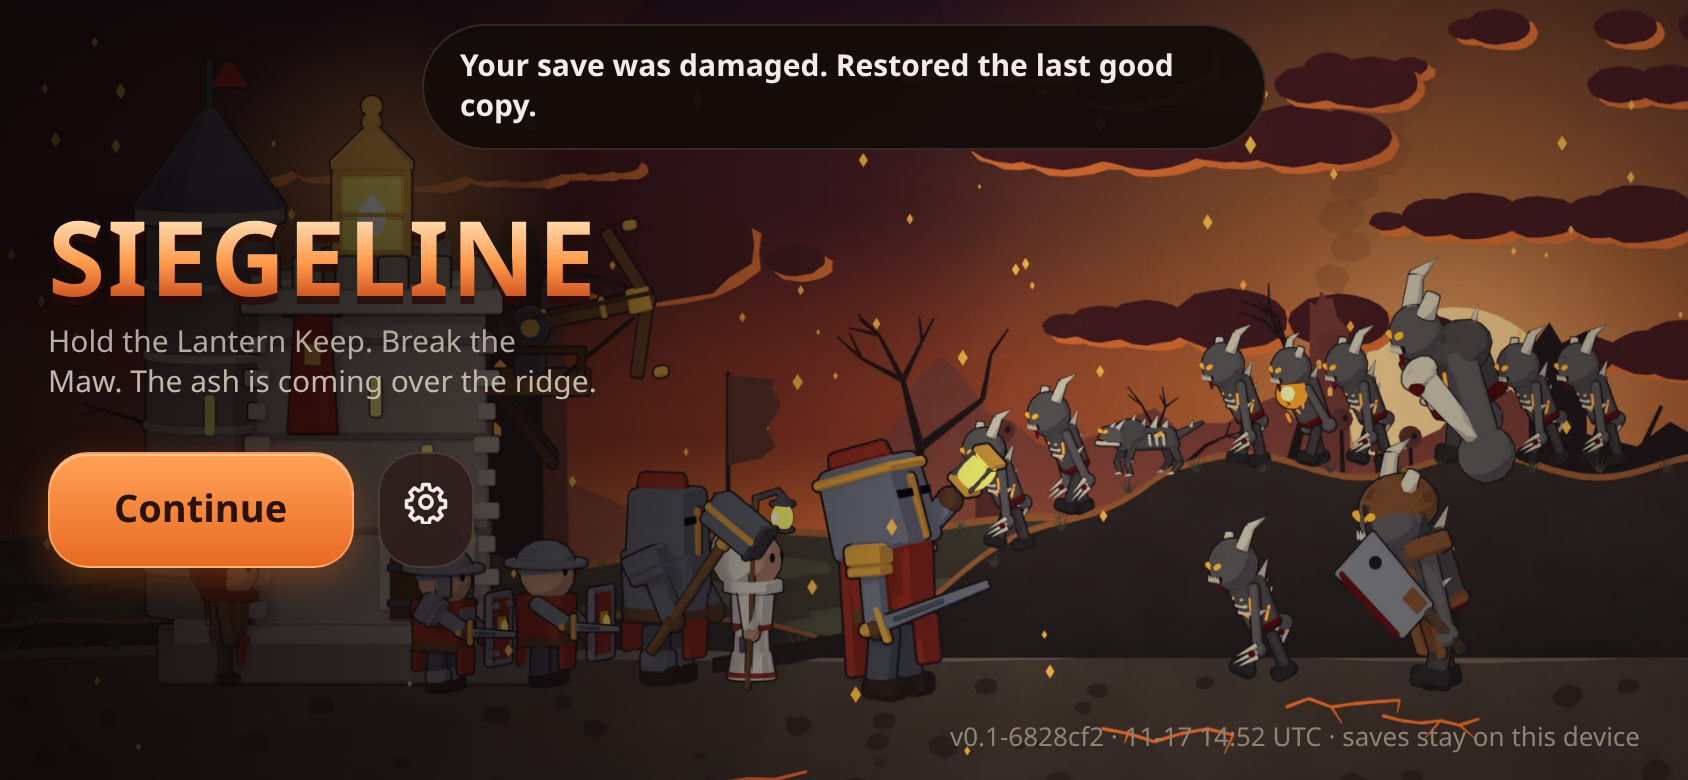 Your save was damaged. Restored the last good
copy.
SIEGELINE
Hold the Lantern Keep. Break the
Maw. The ash is coming over the ridge.
Continue
v0.1-6828cf2 · 11-17 14:52 UTC · saves stay on this device